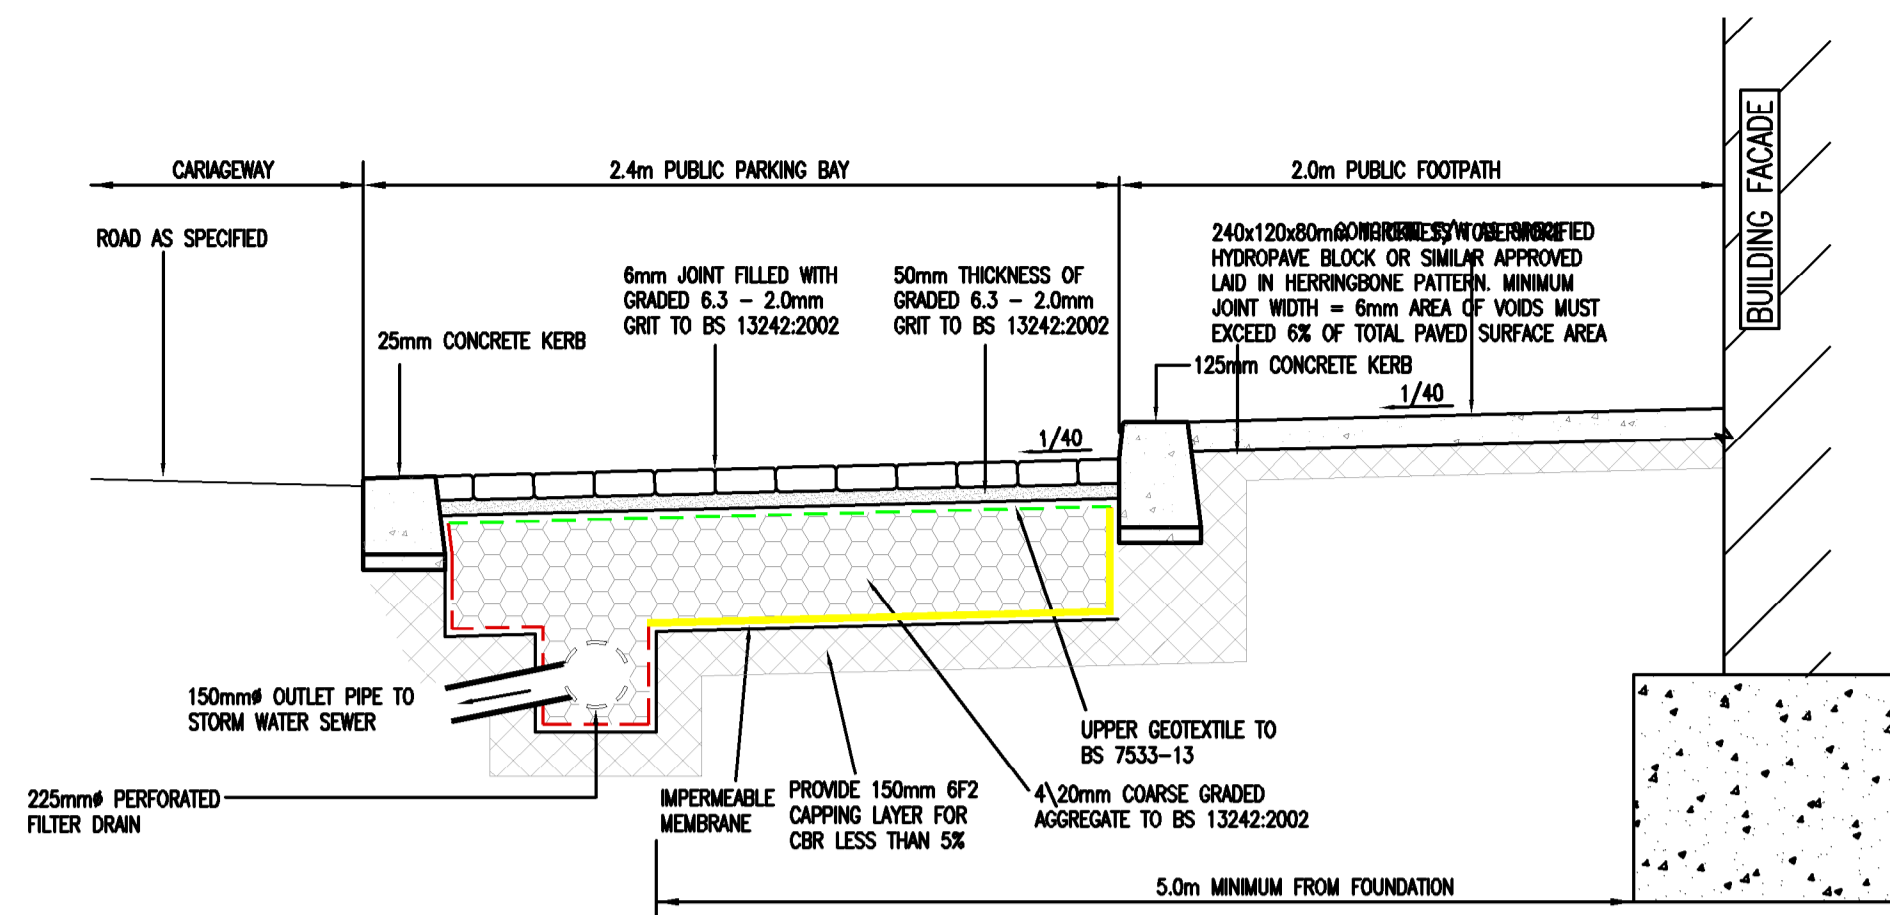 CARIAGEWAY
2.4m PUBLIC PARKING BAY
2.0m PUBLIC FOOTPATH
BUILDING FACADE
ROAD AS SPECIFIED
25mm CONCRETE KERB
6mm JOINT FILLED WITH
GRADED 6.3 - 2.0mm
GRIT TO BS 13242:2002
50mm THICKNESS OF
GRADED 6.3 - 2.0mm
GRIT TO BS 13242:2002
240x120x80mm
HYDROPAVE BLOCK OR SIMILAR APPROVED
LAID IN HERRINGBONE PATTERN. MINIMUM
JOINT WIDTH = 6mm AREA OF VOIDS MUST
EXCEED 6% OF TOTAL PAVED SURFACE AREA
125mm CONCRETE KERB
1/40
1/40
150mmø OUTLET PIPE TO
STORM WATER SEWER
225mmø PERFORATED
FILTER DRAIN
IMPERMEABLE
MEMBRANE
PROVIDE 150mm 6F2
CAPPING LAYER FOR
CBR LESS THAN 5%
UPPER GEOTEXTILE TO
BS 7533-13
4\20mm COARSE GRADED
AGGREGATE TO BS 13242:2002
5.0m MINIMUM FROM FOUNDATION